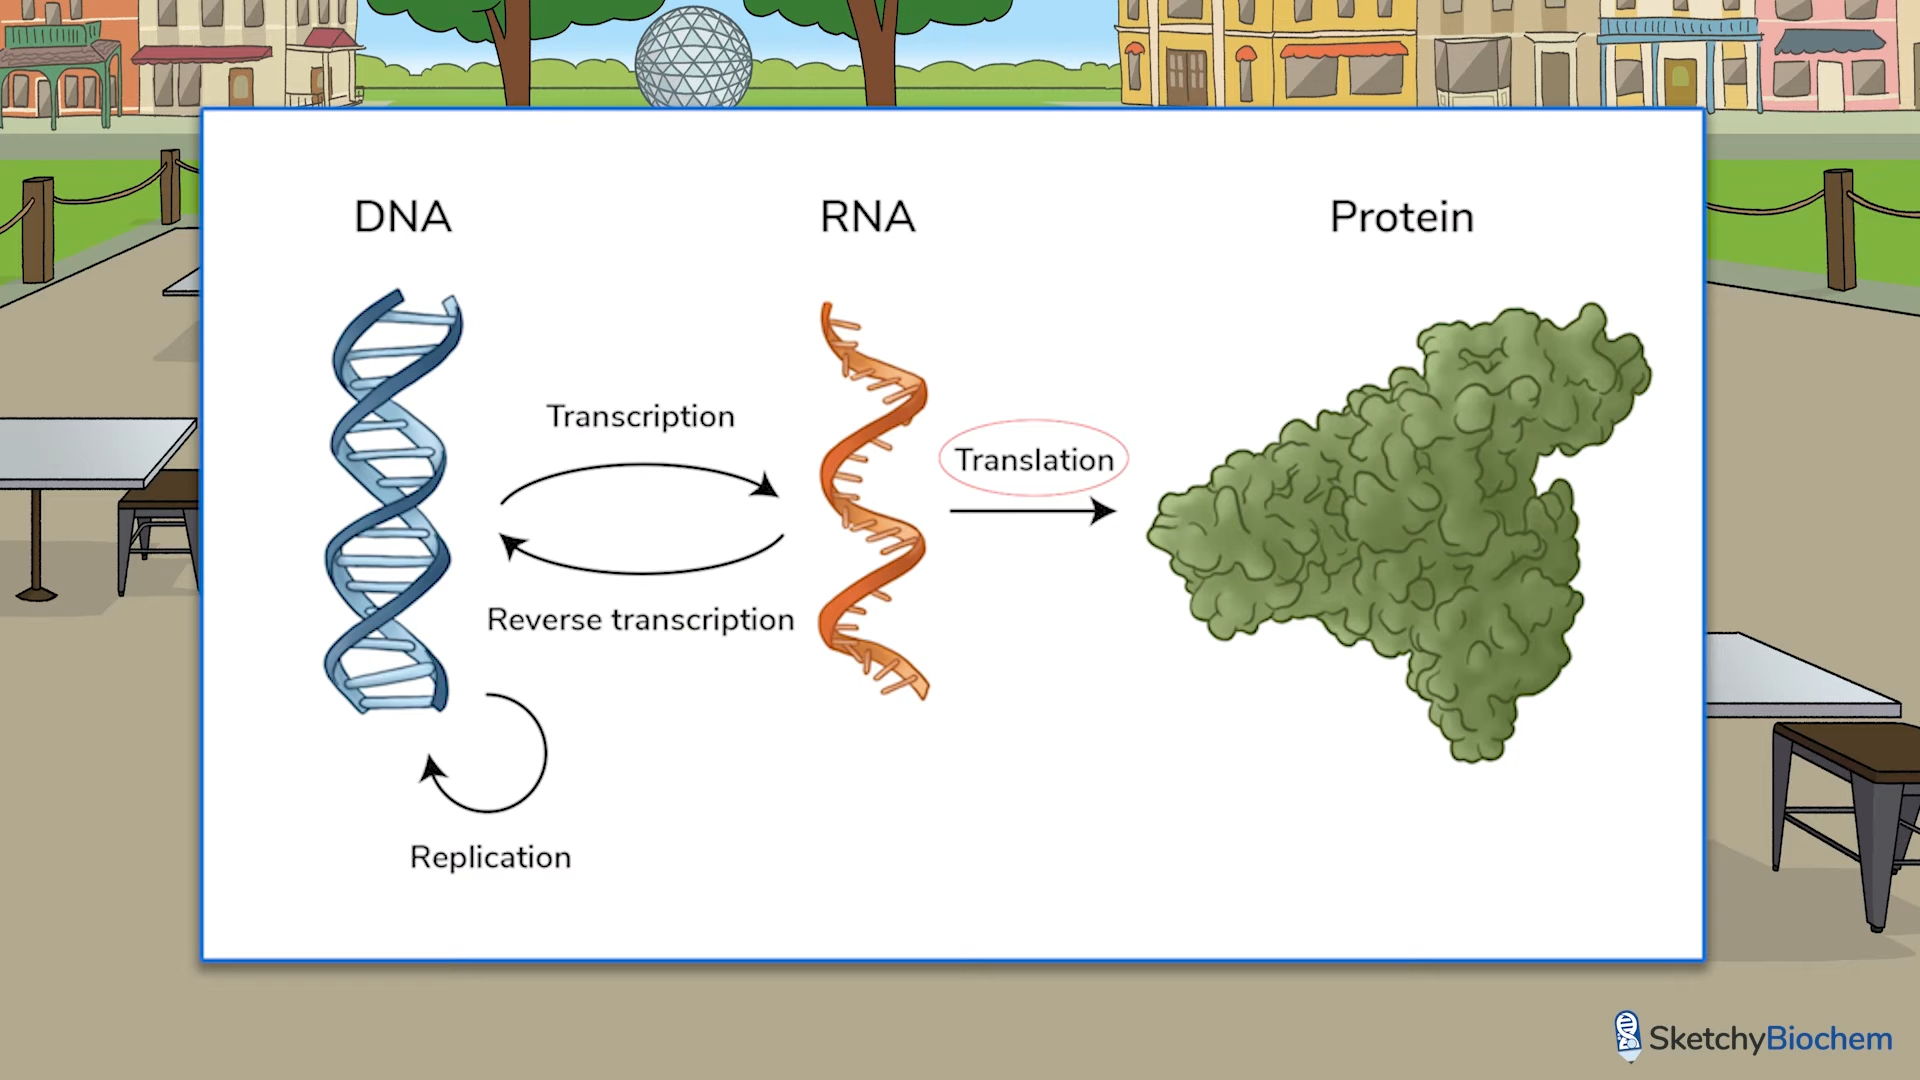 DNA
RNA
Protein
Transcription
Translation
Reverse transcription
Replication
SketchyBiochem